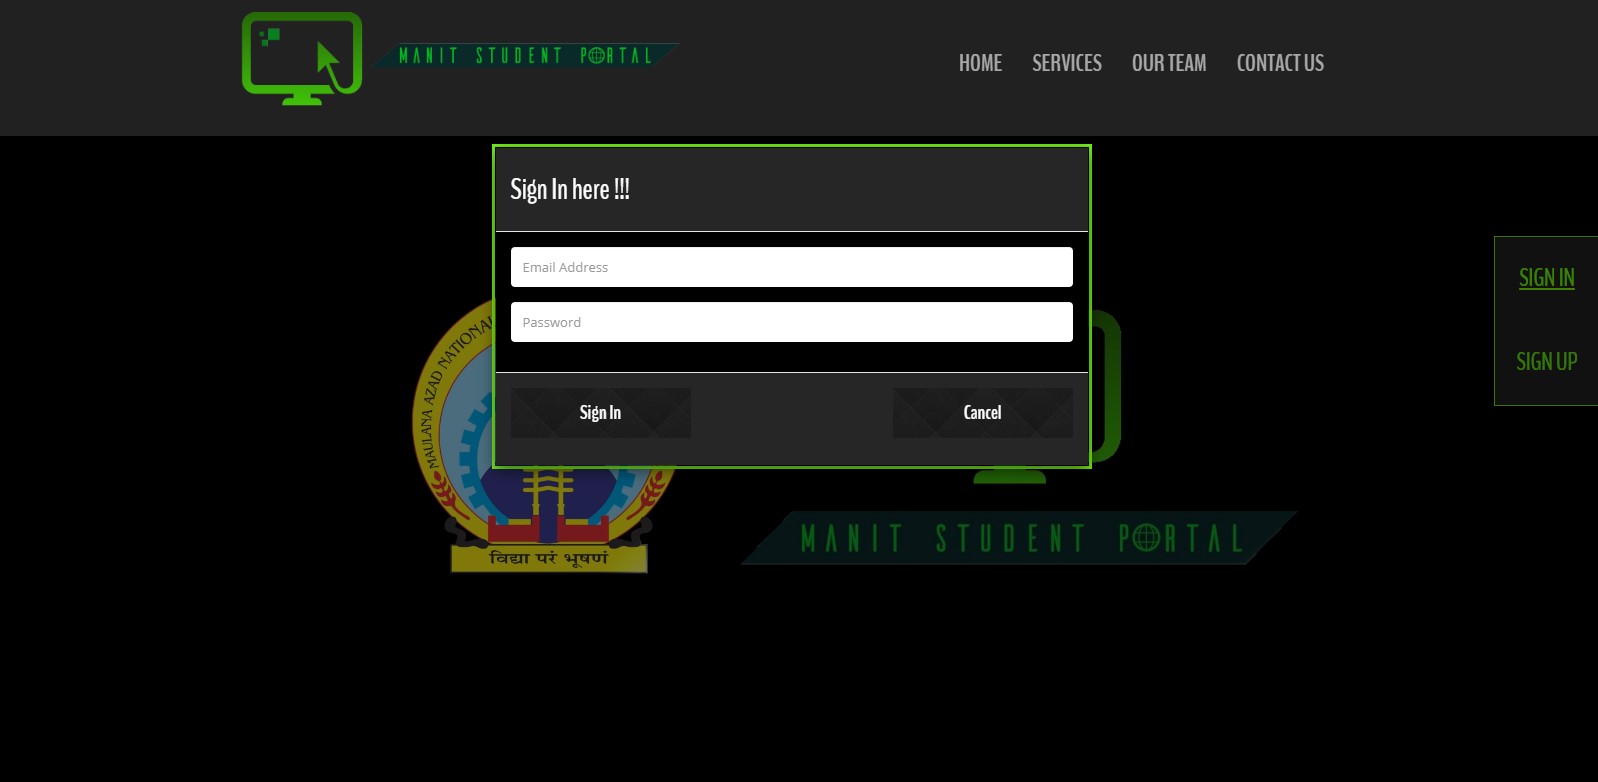 MANIT STUDENT PORTAL
HOME SERVICES OUR TEAM CONTACT US
Sign In here !!!
Email Address
Password
Sign In Cancel
SIGN IN
SIGN UP
MAULANA AZAD NATIONAL
विद्या परं भूषणं
MANIT STUDENT PORTAL